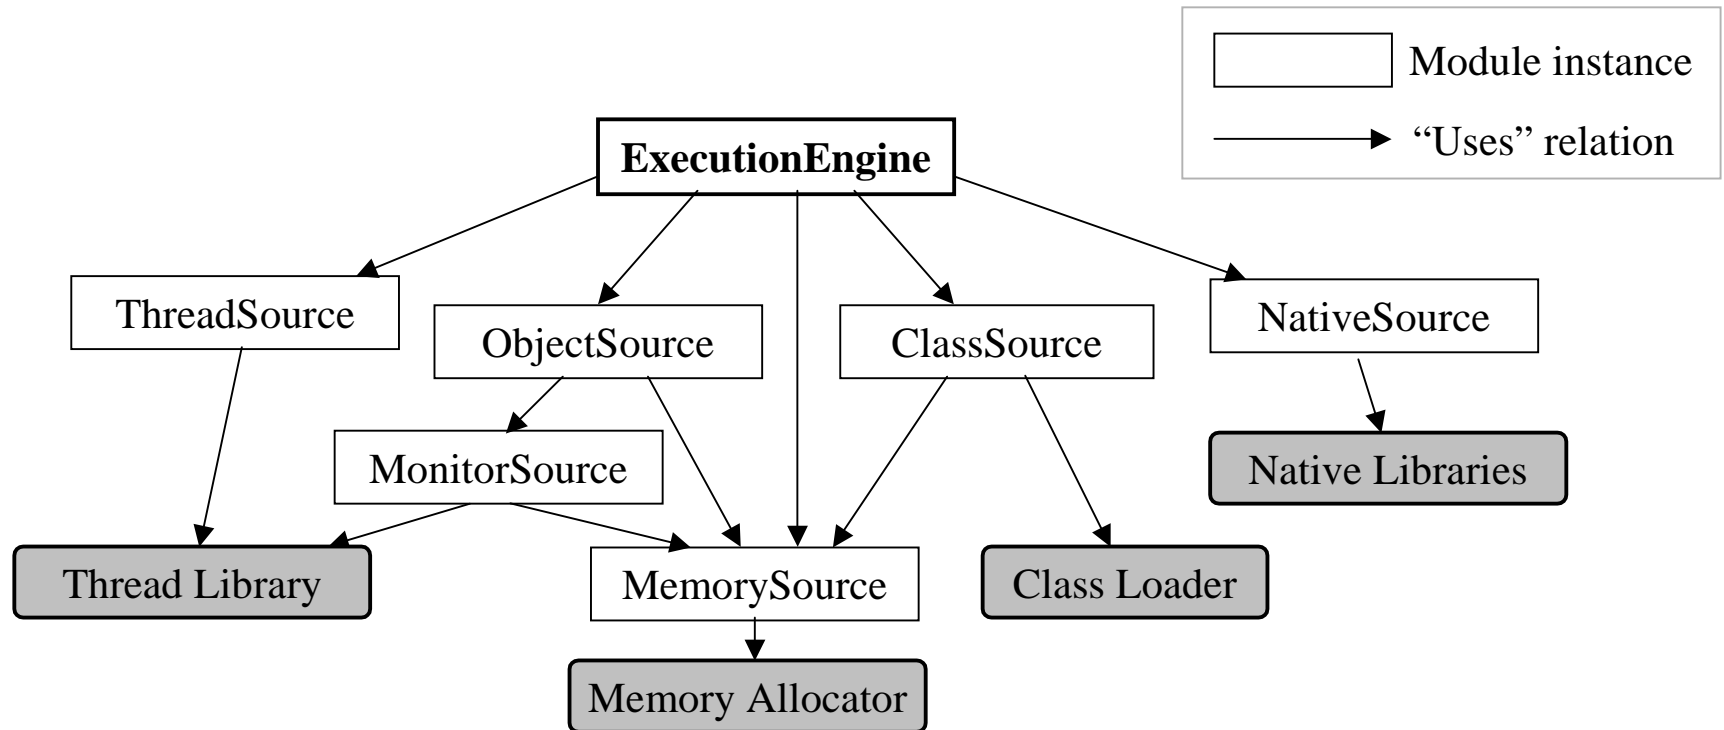 Module instance
“Uses” relation
ExecutionEngine
ThreadSource
ObjectSource
ClassSource
NativeSource
MonitorSource
Native Libraries
Thread Library
MemorySource
Class Loader
Memory Allocator